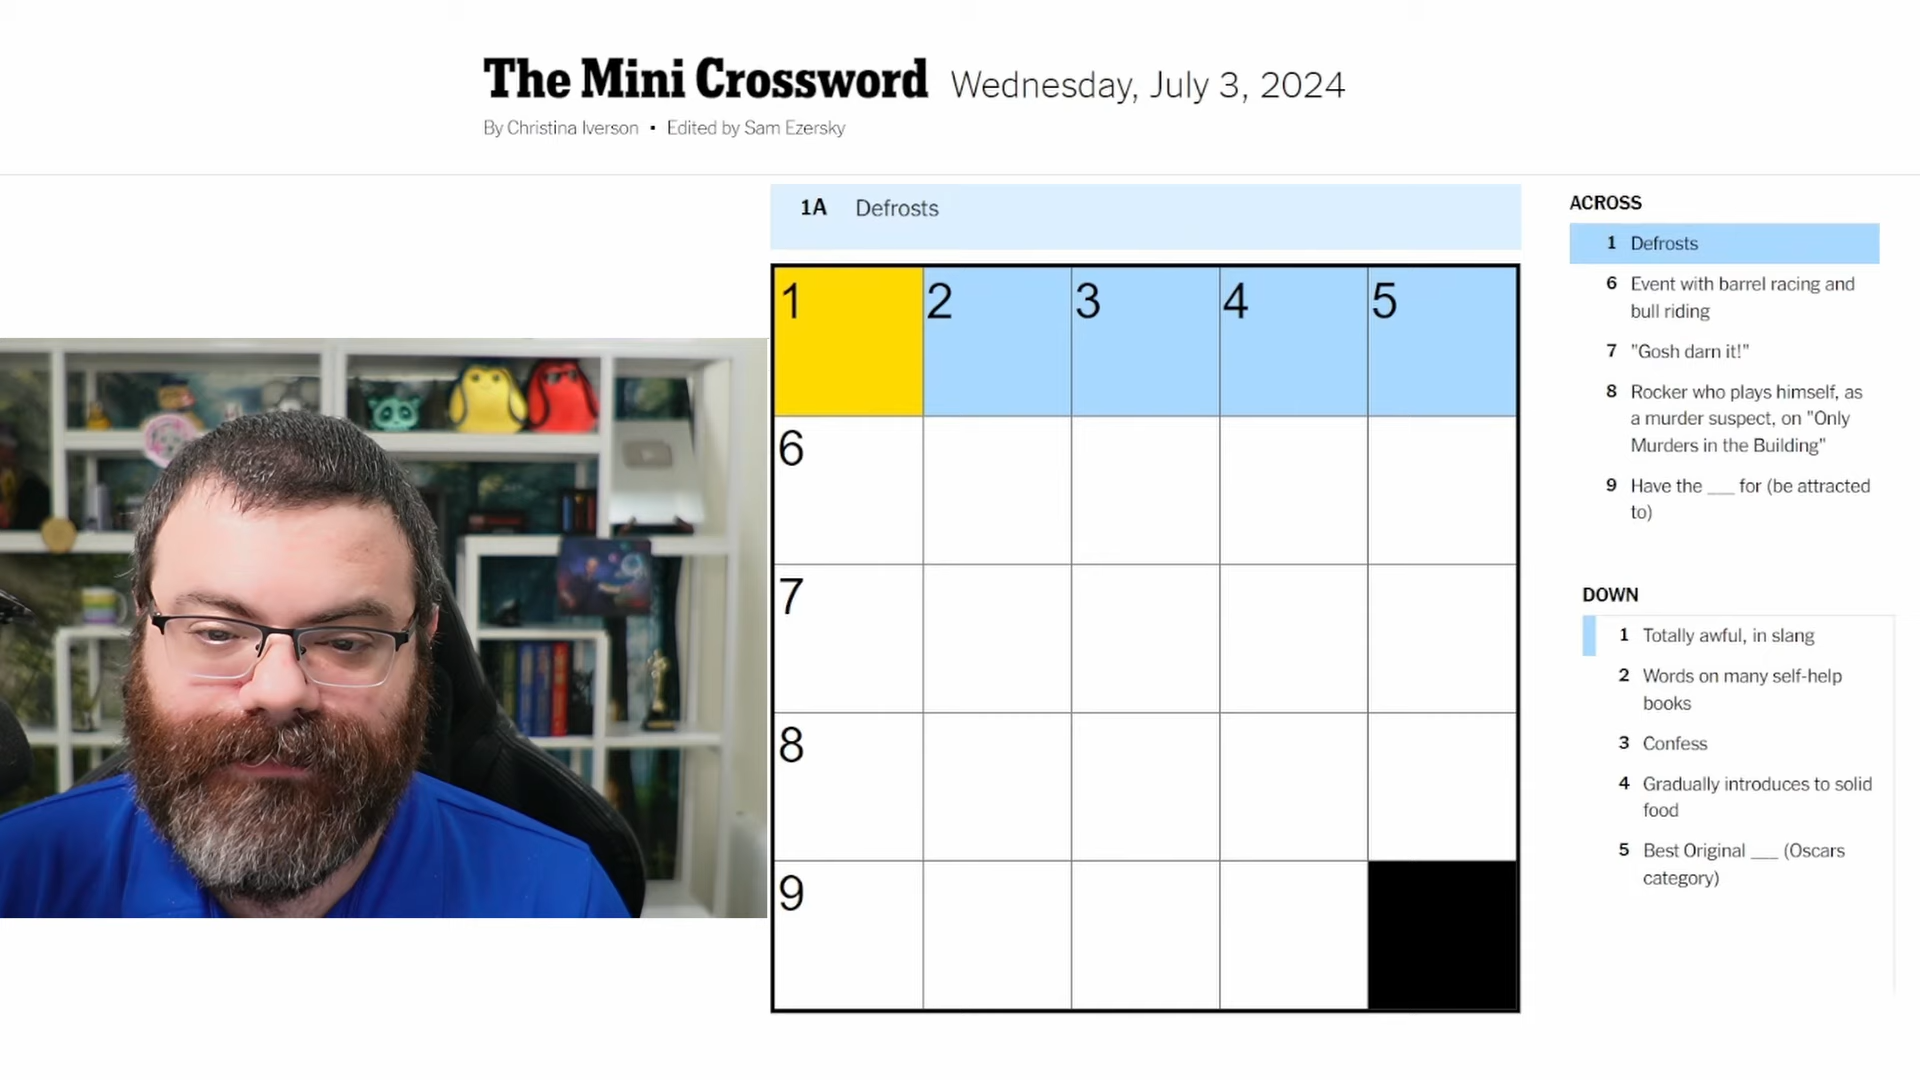 The Mini Crossword Wednesday, July 3, 2024
By Christina Iverson ▪ Edited by Sam Ezersky
1A Defrosts
1 2 3 4 5
6
7
8
9
ACROSS
1 Defrosts
6 Event with barrel racing and
bull riding
7 "Gosh darn it!"
8 Rocker who plays himself, as
a murder suspect, on "Only
Murders in the Building"
9 Have the ___ for (be attracted
to)
DOWN
1 Totally awful, in slang
2 Words on many self-help
books
3 Confess
4 Gradually introduces to solid
food
5 Best Original ___ (Oscars
category)